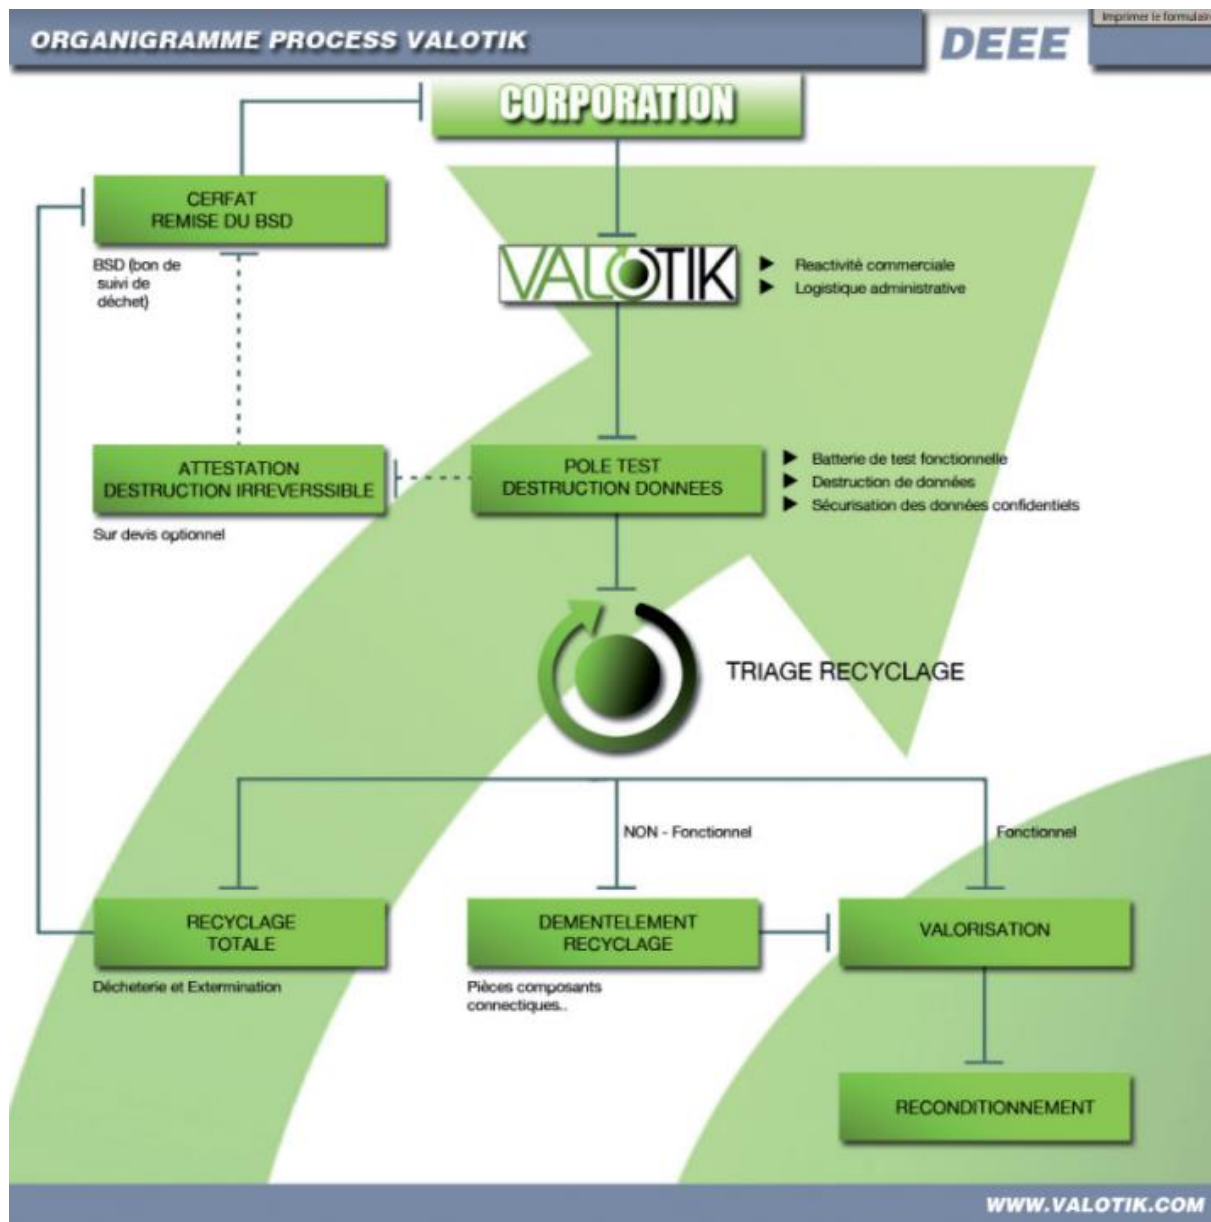 ORGANIGRAMME PROCESS VALOTIK
DEEE
Imprimer le formulaire
CORPORATION
CERFAT
REMISE DU BSD
BSD (bon de
suivi de
déchet)
VALOTIK
Reactivité commerciale
Logistique administrative
ATTESTATION
DESTRUCTION IRREVERSSIBLE
Sur devis optionnel
POLE TEST
DESTRUCTION DONNEES
Batterie de test fonctionnelle
Destruction de données
Sécurisation des données confidentiels
TRIAGE RECYCLAGE
NON - Fonctionnel
Fonctionnel
RECYCLAGE
TOTALE
Décheterie et Extermination
DEMENTELEMENT
RECYCLAGE
Pièces composants
connectiques..
VALORISATION
RECONDITIONNEMENT
WWW.VALOTIK.COM